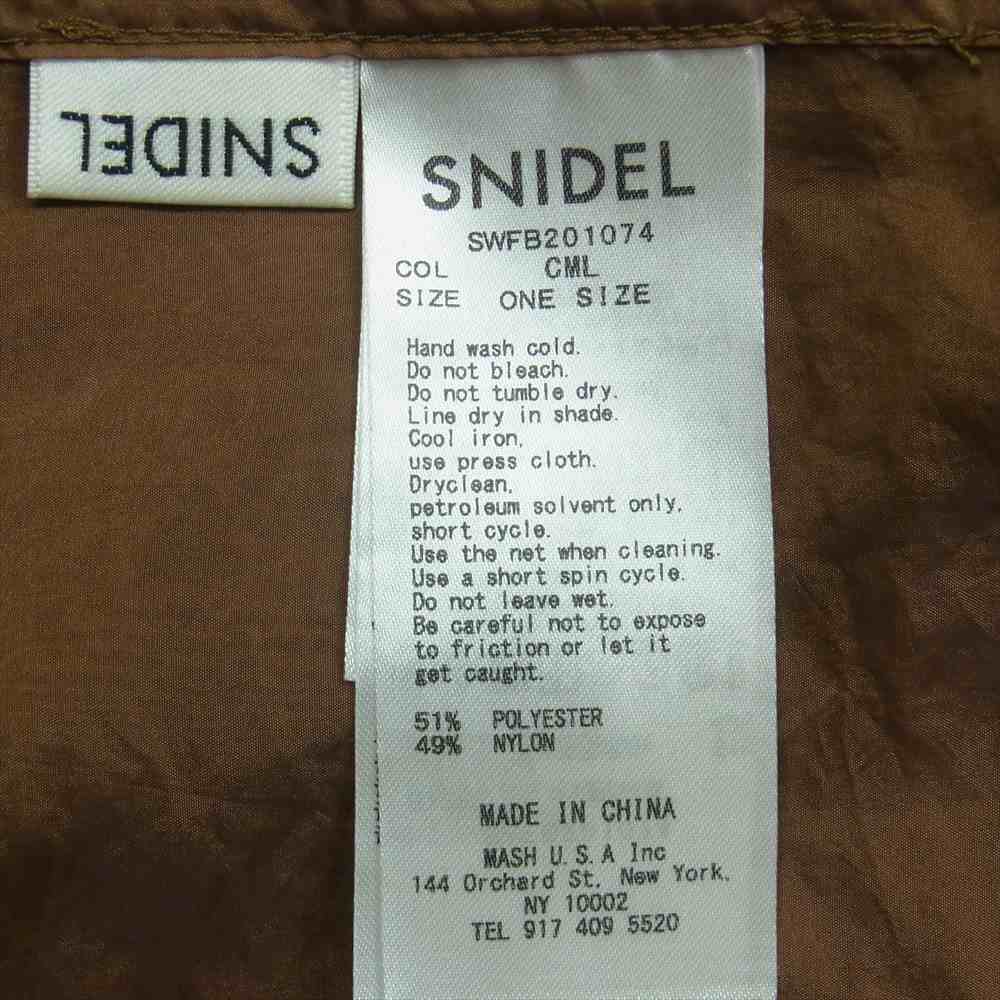 SNIDEL
SNIDEL
SWFB201074
COL CML
SIZE ONE SIZE
Hand wash cold.
Do not bleach.
Do not tumble dry.
Line dry in shade.
Cool iron,
use press cloth.
Dryclean,
petroleum solvent only,
short cycle.
Use the net when cleaning.
Use a short spin cycle.
Do not leave wet.
Be careful not to expose
to friction or let it
get caught.
51% POLYESTER
49% NYLON
MADE IN CHINA
MASH U.S.A Inc
144 Orchard St, New York,
NY 10002
TEL 917 409 5520